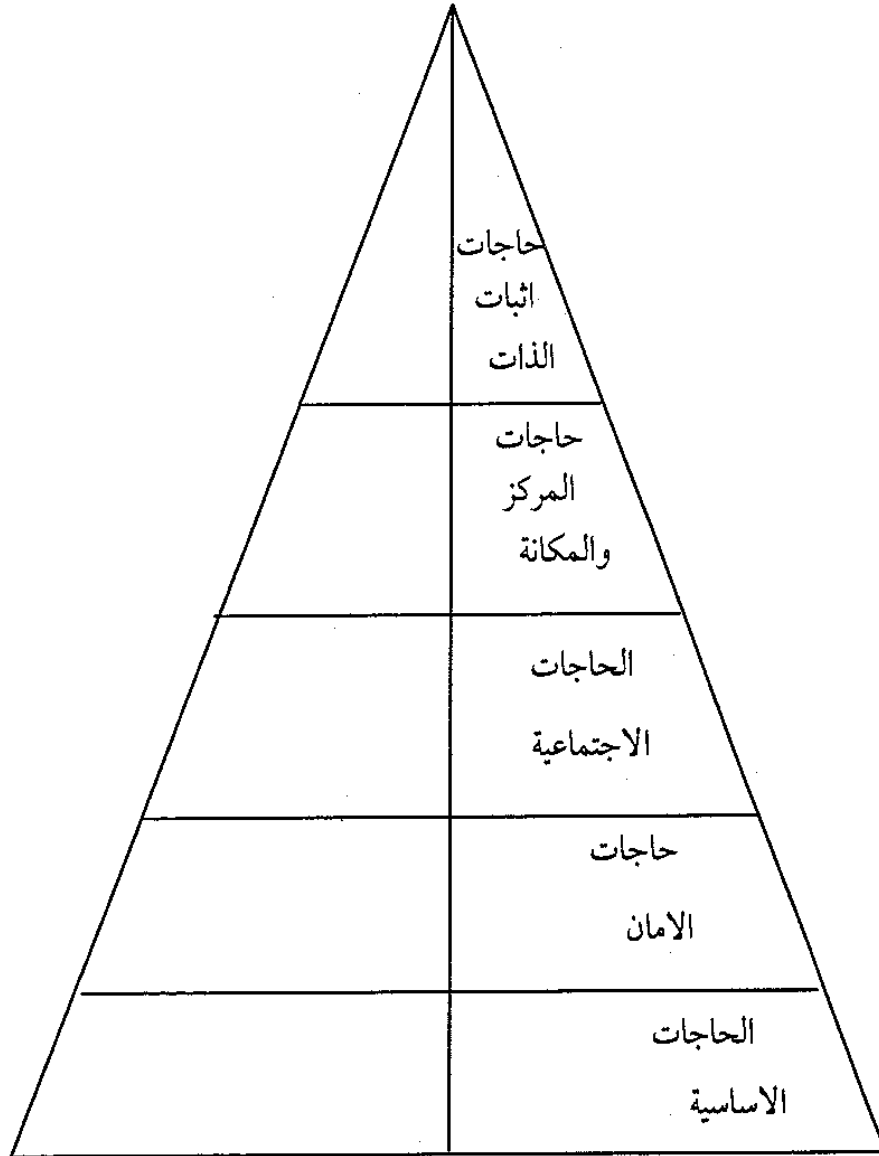 حاجات
اثبات
الذات
حاجات
المركز
والمكانة
الحاجات
الاجتماعية
حاجات
الامان
الحاجات
الاساسية